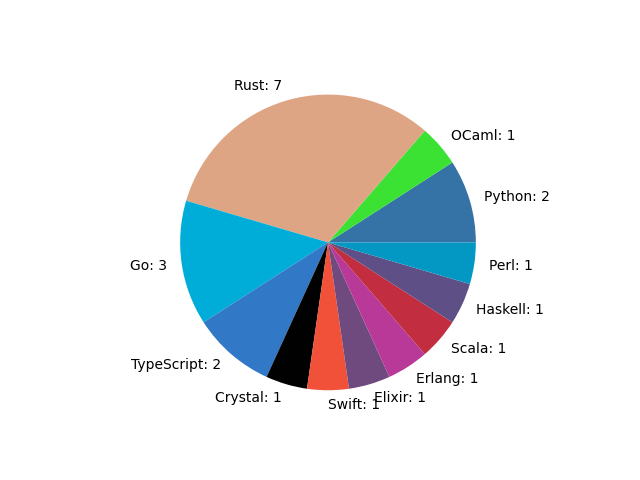 Rust: 7
OCaml: 1
Python: 2
Go: 3
Perl: 1
Haskell: 1
Scala: 1
TypeScript: 2
Erlang: 1
Crystal: 1
Elixir: 1
Swift: 1